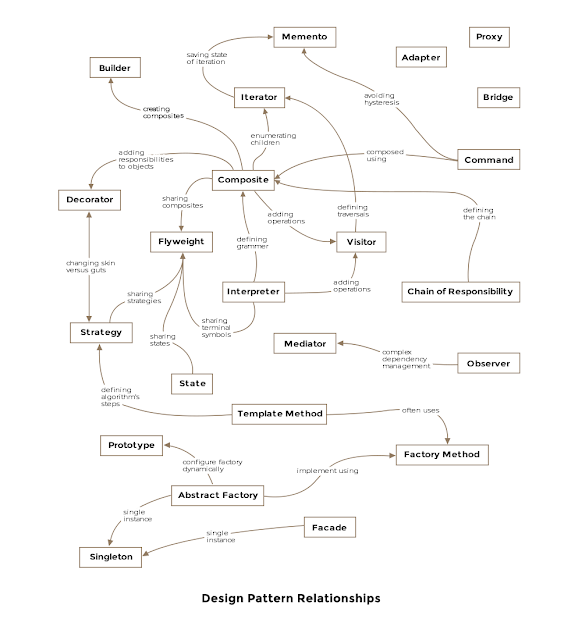 Memento
Proxy
Adapter
saving state
of iteration
Builder
Iterator
avoiding
hysteresis
Bridge
creating
composites
enumerating
children
adding
responsibilities
to objects
composed
using
Command
Composite
Decorator
sharing
composites
adding
operations
defining
traversals
defining
the chain
Flyweight
defining
grammer
Visitor
changing skin
versus guts
Interpreter
adding
operations
Chain of Responsibility
sharing
strategies
Strategy
sharing
terminal
symbols
sharing
states
Mediator
complex
dependency
management
Observer
State
defining
algorithm's
steps
Template Method
often uses
Prototype
Factory Method
configure factory
dynamically
implement using
Abstract Factory
single
instance
Facade
single
instance
Singleton
Design Pattern Relationships